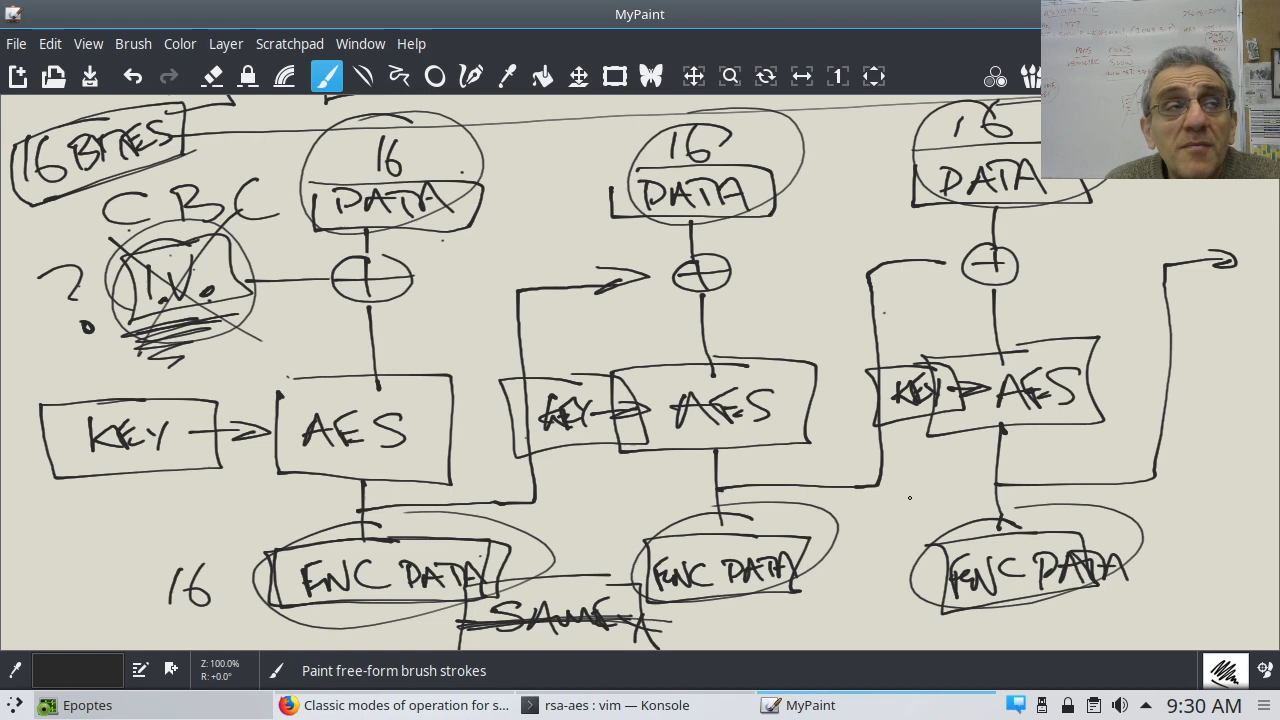 MyPaint
File Edit View Brush Color Layer Scratchpad Window Help
16 BYTES
16
DATA
16
DATA
16
DATA
CBC
I.V.
?
KEY
AES
KEY
AES
KEY
AES
16
ENC DATA
ENC DATA
ENC DATA
SAME
Z: 100.0%
R: +0.0°
Paint free-form brush strokes
Epoptes
Classic modes of operation for s...
rsa-aes : vim — Konsole
MyPaint
9:30 AM